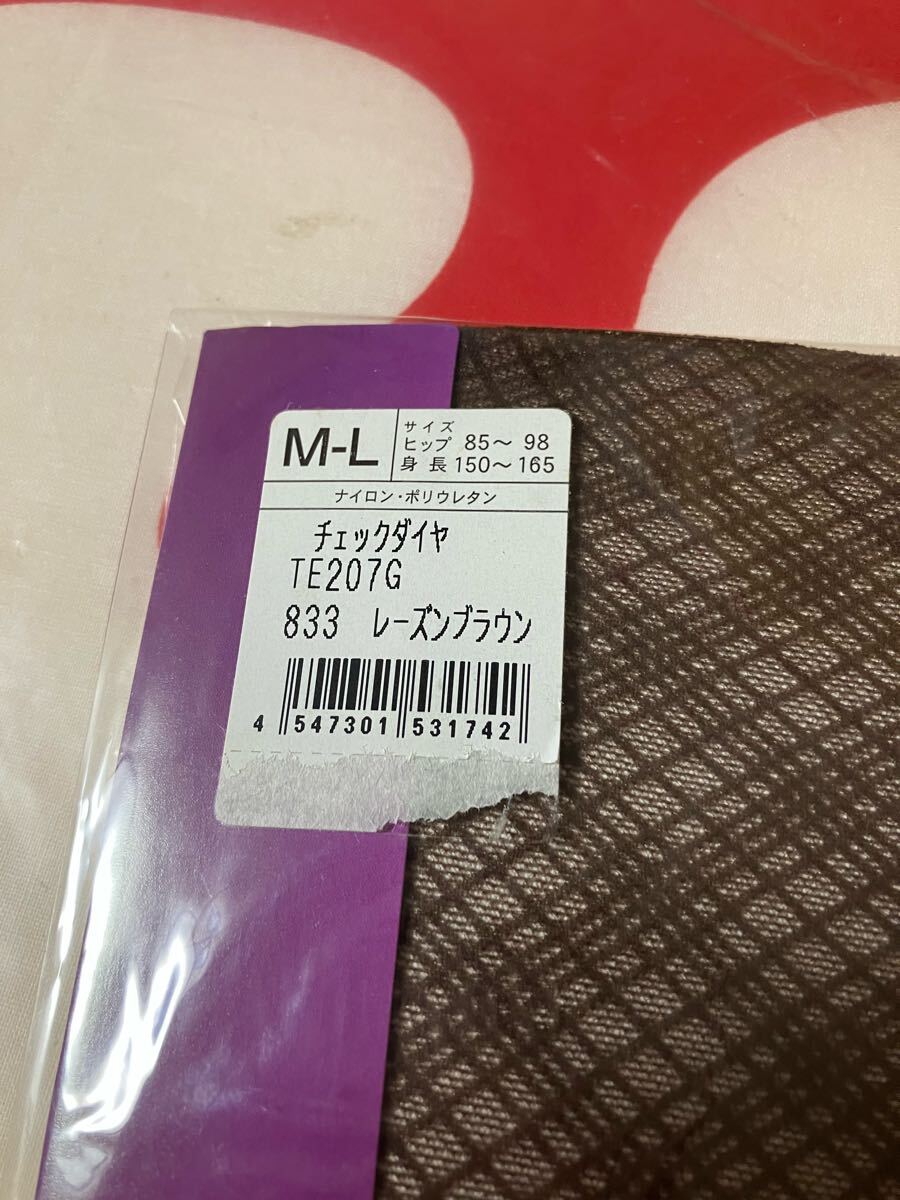 M-L
サイズ
ヒップ 85～ 98
身 長 150～165
ナイロン・ポリウレタン
チェックダイヤ
TE207G
833 レーズンブラウン
4 547301 531742